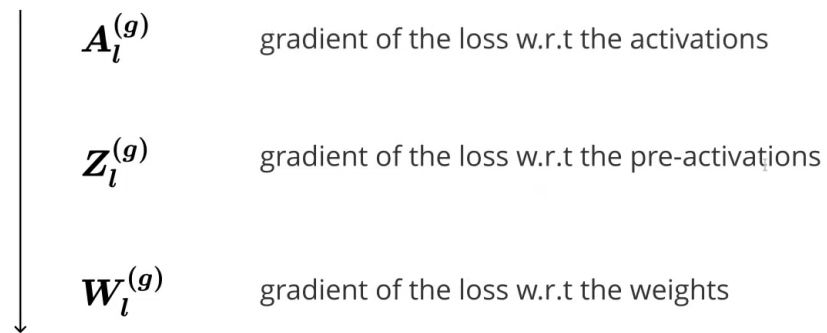 A_l^(g) gradient of the loss w.r.t the activations
Z_l^(g) gradient of the loss w.r.t the pre-activations
W_l^(g) gradient of the loss w.r.t the weights